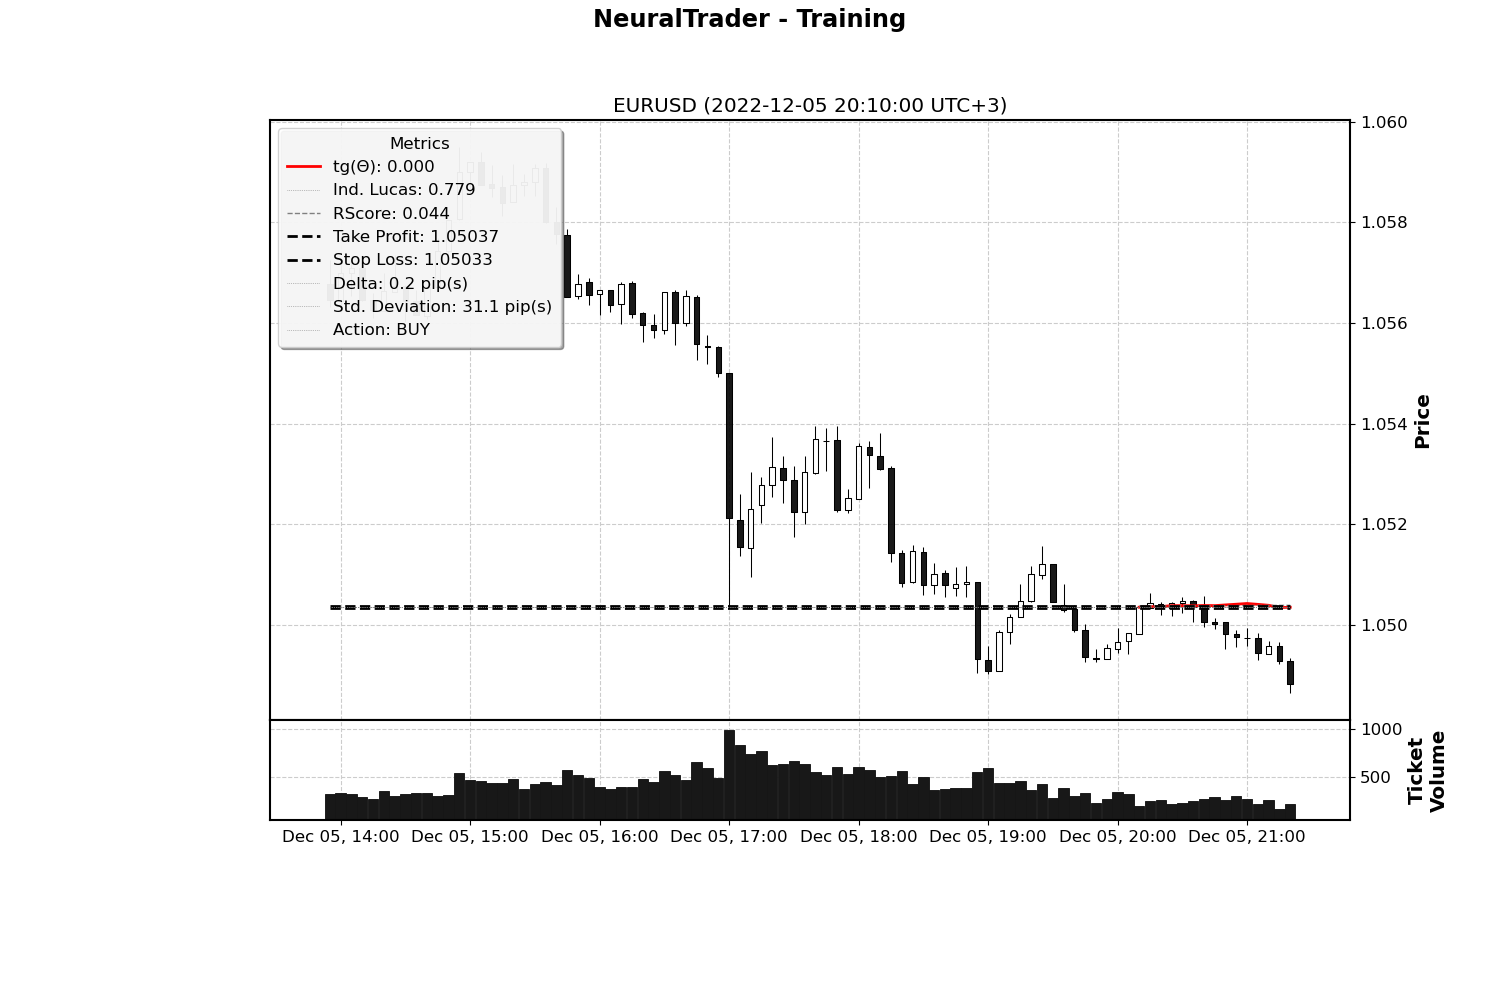 NeuralTrader - Training
EURUSD (2022-12-05 20:10:00 UTC+3)
Metrics
tg(Θ): 0.000
Ind. Lucas: 0.779
RScore: 0.044
Take Profit: 1.05037
Stop Loss: 1.05033
Delta: 0.2 pip(s)
Std. Deviation: 31.1 pip(s)
Action: BUY
1.060
1.058
1.056
1.054
1.052
1.050
Price
1000
500
Ticket
Volume
Dec 05, 14:00 Dec 05, 15:00 Dec 05, 16:00 Dec 05, 17:00 Dec 05, 18:00 Dec 05, 19:00 Dec 05, 20:00 Dec 05, 21:00